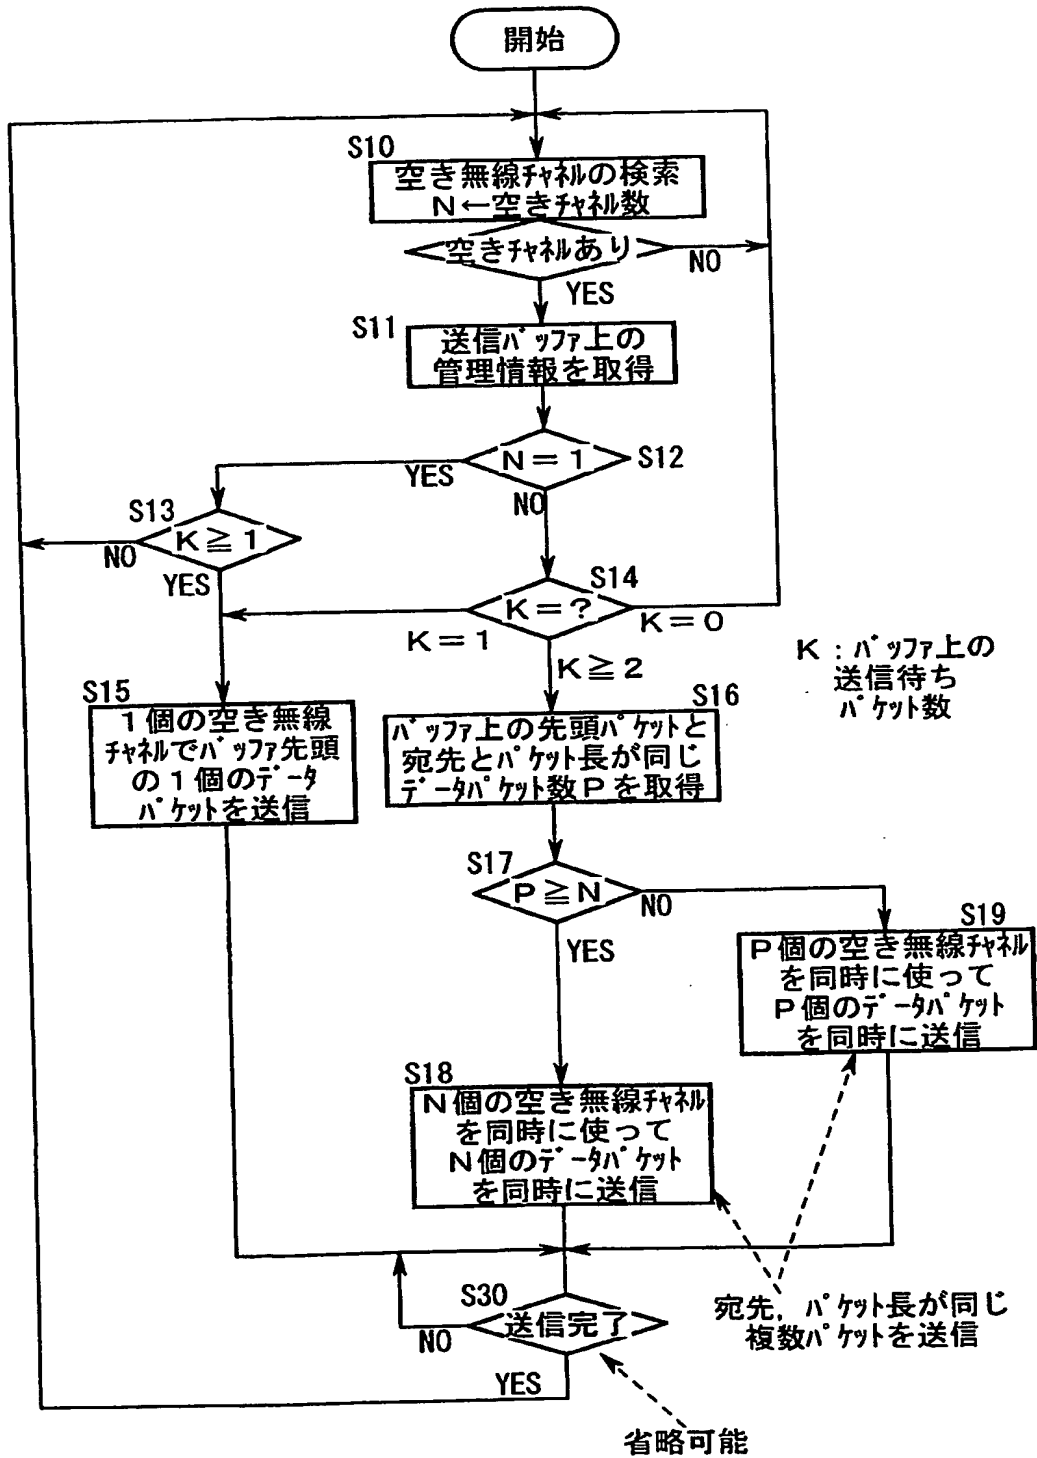 開始
S10
空き無線ﾁｬﾈﾙの検索
N←空きﾁｬﾈﾙ数
空きﾁｬﾈﾙあり
NO
YES
S11
送信ﾊﾞｯﾌｧ上の
管理情報を取得
N=1
S12
YES
NO
S13
K≧1
NO
YES
S14
K=?
K=1
K=0
K≧2
K:ﾊﾞｯﾌｧ上の
送信待ち
ﾊﾟｹｯﾄ数
S15
1個の空き無線
ﾁｬﾈﾙでﾊﾞｯﾌｧ先頭
の1個のﾃﾞｰﾀ
ﾊﾟｹｯﾄを送信
S16
ﾊﾞｯﾌｧ上の先頭ﾊﾟｹｯﾄと
宛先とﾊﾟｹｯﾄ長が同じ
ﾃﾞｰﾀﾊﾟｹｯﾄ数Pを取得
S17
P≧N
NO
YES
S19
P個の空き無線ﾁｬﾈﾙ
を同時に使って
P個のﾃﾞｰﾀﾊﾟｹｯﾄ
を同時に送信
S18
N個の空き無線ﾁｬﾈﾙ
を同時に使って
N個のﾃﾞｰﾀﾊﾟｹｯﾄ
を同時に送信
S30
送信完了
NO
YES
宛先,ﾊﾟｹｯﾄ長が同じ
複数ﾊﾟｹｯﾄを送信
省略可能